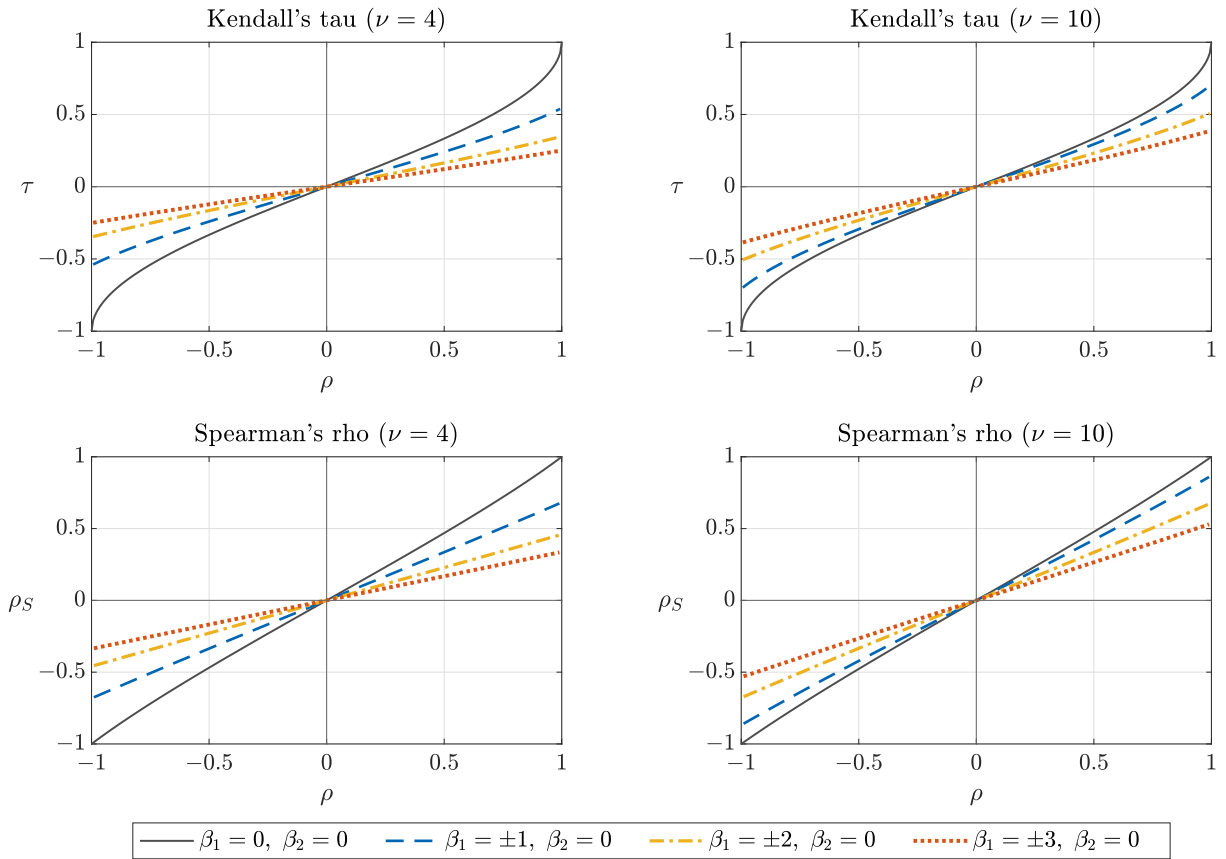 Kendall's tau (ν = 4)
1
0.5
τ 0
−0.5
−1
−1 −0.5 0 0.5 1
ρ
Kendall's tau (ν = 10)
1
0.5
τ 0
−0.5
−1
−1 −0.5 0 0.5 1
ρ
Spearman's rho (ν = 4)
1
0.5
ρS 0
−0.5
−1
−1 −0.5 0 0.5 1
ρ
Spearman's rho (ν = 10)
1
0.5
ρS 0
−0.5
−1
−1 −0.5 0 0.5 1
ρ
β1 = 0, β2 = 0 β1 = ±1, β2 = 0 β1 = ±2, β2 = 0 β1 = ±3, β2 = 0